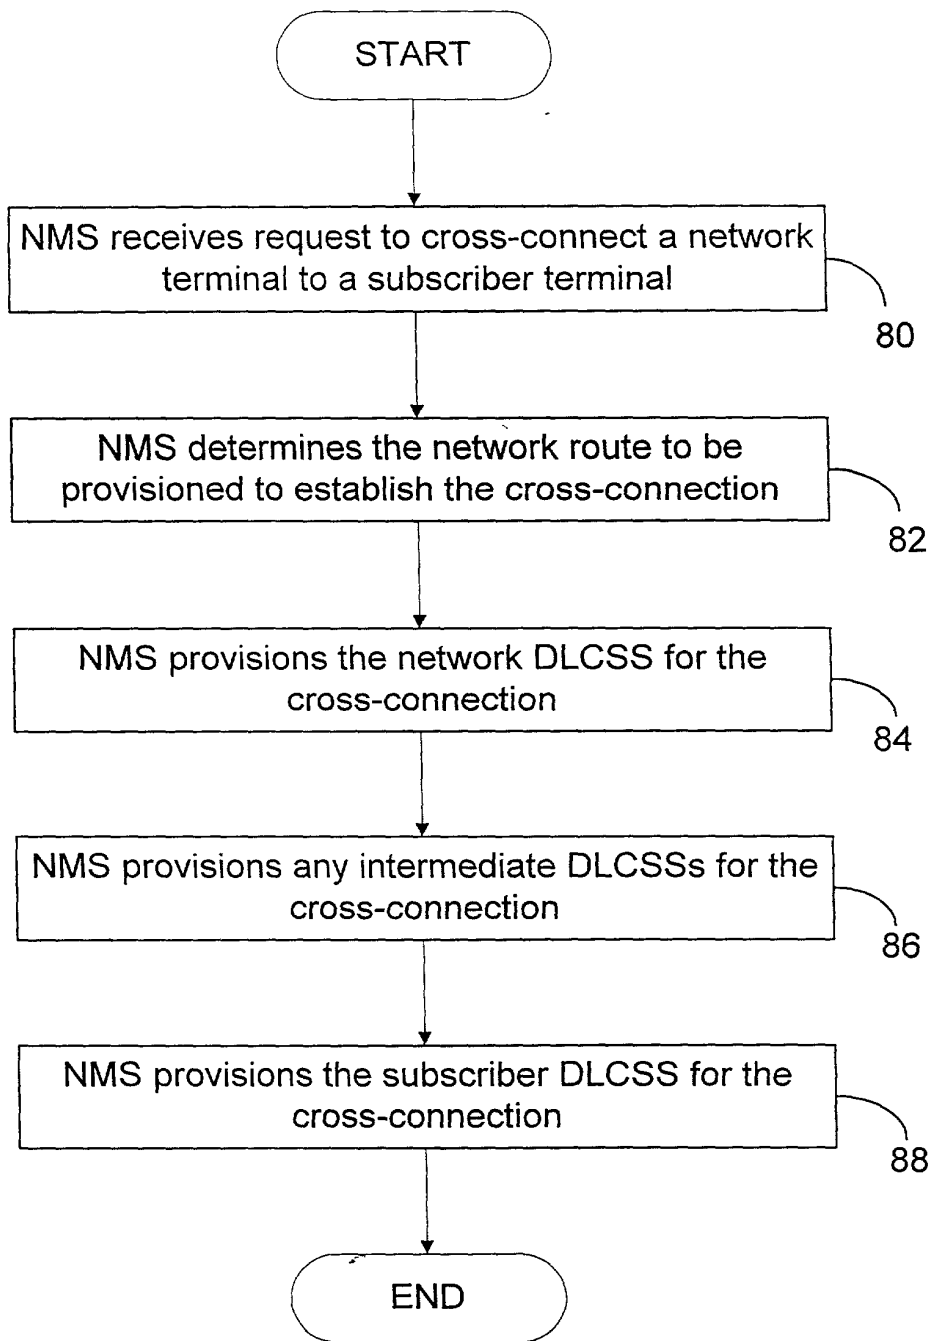 START
NMS receives request to cross-connect a network
terminal to a subscriber terminal
80
NMS determines the network route to be
provisioned to establish the cross-connection
82
NMS provisions the network DLCSS for the
cross-connection
84
NMS provisions any intermediate DLCSSs for the
cross-connection
86
NMS provisions the subscriber DLCSS for the
cross-connection
88
END